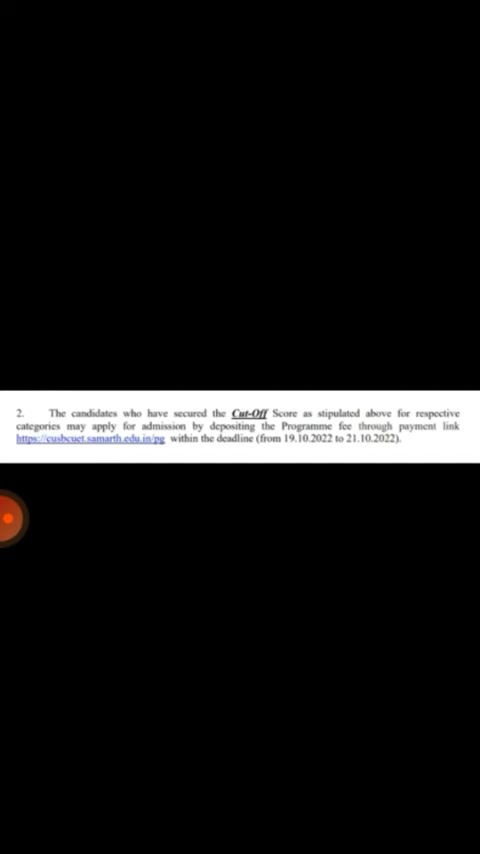 2. The candidates who have secured the Cut-Off Score as stipulated above for respective
categories may apply for admission by depositing the Programme fee through payment link
https://cusbcuet.samarth.edu.in/pg within the deadline (from 19.10.2022 to 21.10.2022).